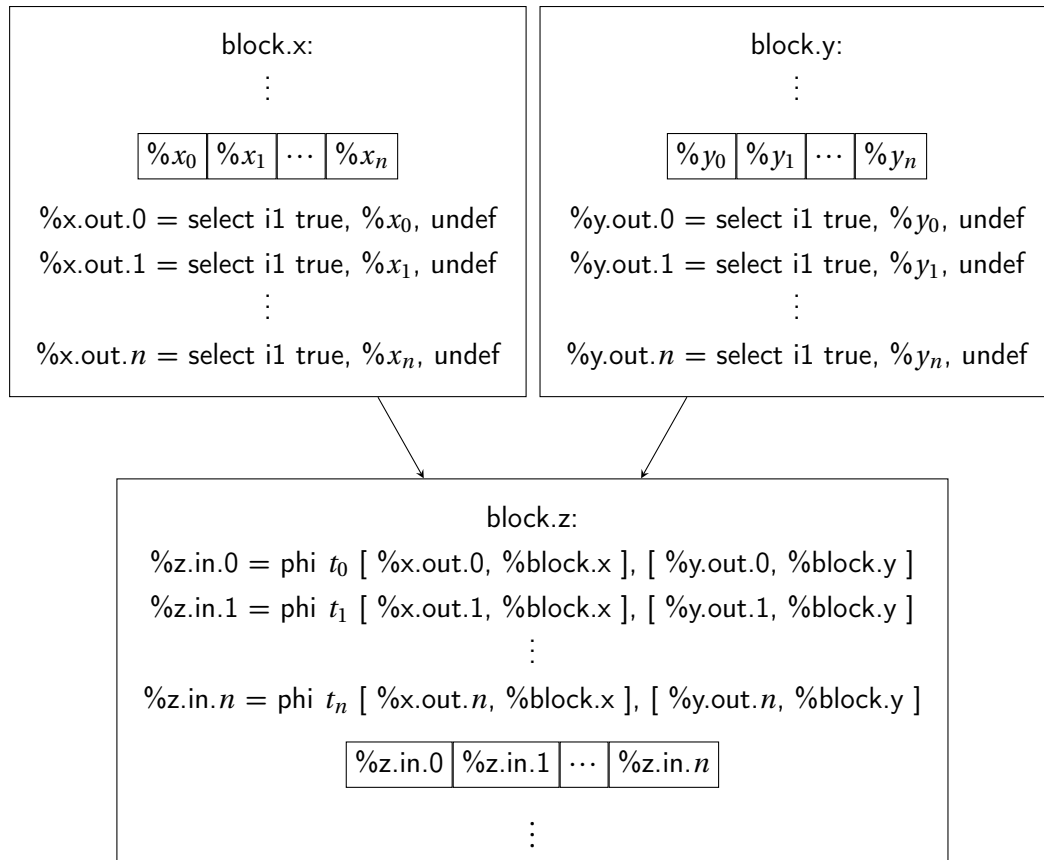 block.x:
⋮
%x₀ %x₁ ⋯ %xₙ
%x.out.0 = select i1 true, %x₀, undef
%x.out.1 = select i1 true, %x₁, undef
⋮
%x.out.n = select i1 true, %xₙ, undef
block.y:
⋮
%y₀ %y₁ ⋯ %yₙ
%y.out.0 = select i1 true, %y₀, undef
%y.out.1 = select i1 true, %y₁, undef
⋮
%y.out.n = select i1 true, %yₙ, undef
block.z:
%z.in.0 = phi t₀ [ %x.out.0, %block.x ], [ %y.out.0, %block.y ]
%z.in.1 = phi t₁ [ %x.out.1, %block.x ], [ %y.out.1, %block.y ]
⋮
%z.in.n = phi tₙ [ %x.out.n, %block.x ], [ %y.out.n, %block.y ]
%z.in.0 %z.in.1 ⋯ %z.in.n
⋮